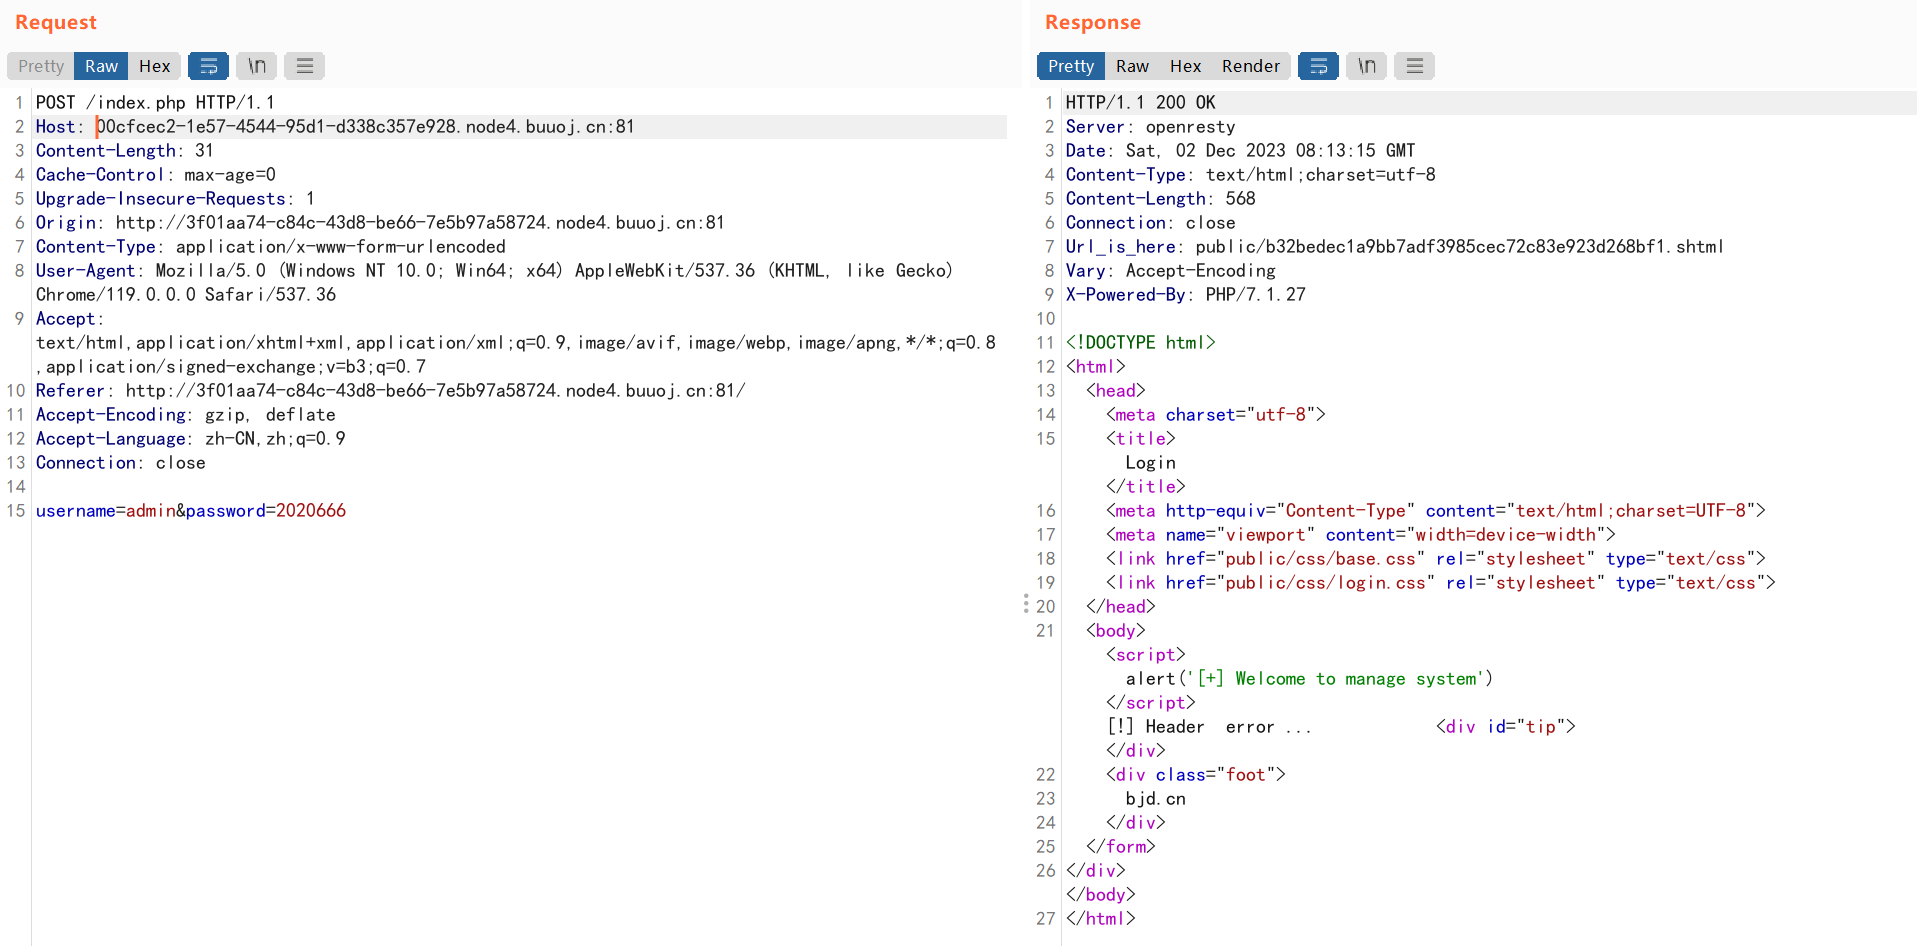 Request
Pretty Raw Hex \n
1 POST /index.php HTTP/1.1
2 Host: 00cfcec2-1e57-4544-95d1-d338c357e928.node4.buuoj.cn:81
3 Content-Length: 31
4 Cache-Control: max-age=0
5 Upgrade-Insecure-Requests: 1
6 Origin: http://3f01aa74-c84c-43d8-be66-7e5b97a58724.node4.buuoj.cn:81
7 Content-Type: application/x-www-form-urlencoded
8 User-Agent: Mozilla/5.0 (Windows NT 10.0; Win64; x64) AppleWebKit/537.36 (KHTML, like Gecko)
Chrome/119.0.0.0 Safari/537.36
9 Accept:
text/html,application/xhtml+xml,application/xml;q=0.9,image/avif,image/webp,image/apng,*/*;q=0.8
,application/signed-exchange;v=b3;q=0.7
10 Referer: http://3f01aa74-c84c-43d8-be66-7e5b97a58724.node4.buuoj.cn:81/
11 Accept-Encoding: gzip, deflate
12 Accept-Language: zh-CN,zh;q=0.9
13 Connection: close
14
15 username=admin&password=2020666
Response
Pretty Raw Hex Render \n
1 HTTP/1.1 200 OK
2 Server: openresty
3 Date: Sat, 02 Dec 2023 08:13:15 GMT
4 Content-Type: text/html;charset=utf-8
5 Content-Length: 568
6 Connection: close
7 Url_is_here: public/b32bedec1a9bb7adf3985cec72c83e923d268bf1.shtml
8 Vary: Accept-Encoding
9 X-Powered-By: PHP/7.1.27
10
11 <!DOCTYPE html>
12 <html>
13 <head>
14 <meta charset="utf-8">
15 <title>
Login
</title>
16 <meta http-equiv="Content-Type" content="text/html;charset=UTF-8">
17 <meta name="viewport" content="width=device-width">
18 <link href="public/css/base.css" rel="stylesheet" type="text/css">
19 <link href="public/css/login.css" rel="stylesheet" type="text/css">
20 </head>
21 <body>
<script>
alert('[+] Welcome to manage system')
</script>
[!] Header  error ... <div id="tip">
</div>
22 <div class="foot">
23 bjd.cn
24 </div>
25 </form>
26 </div>
</body>
27 </html>